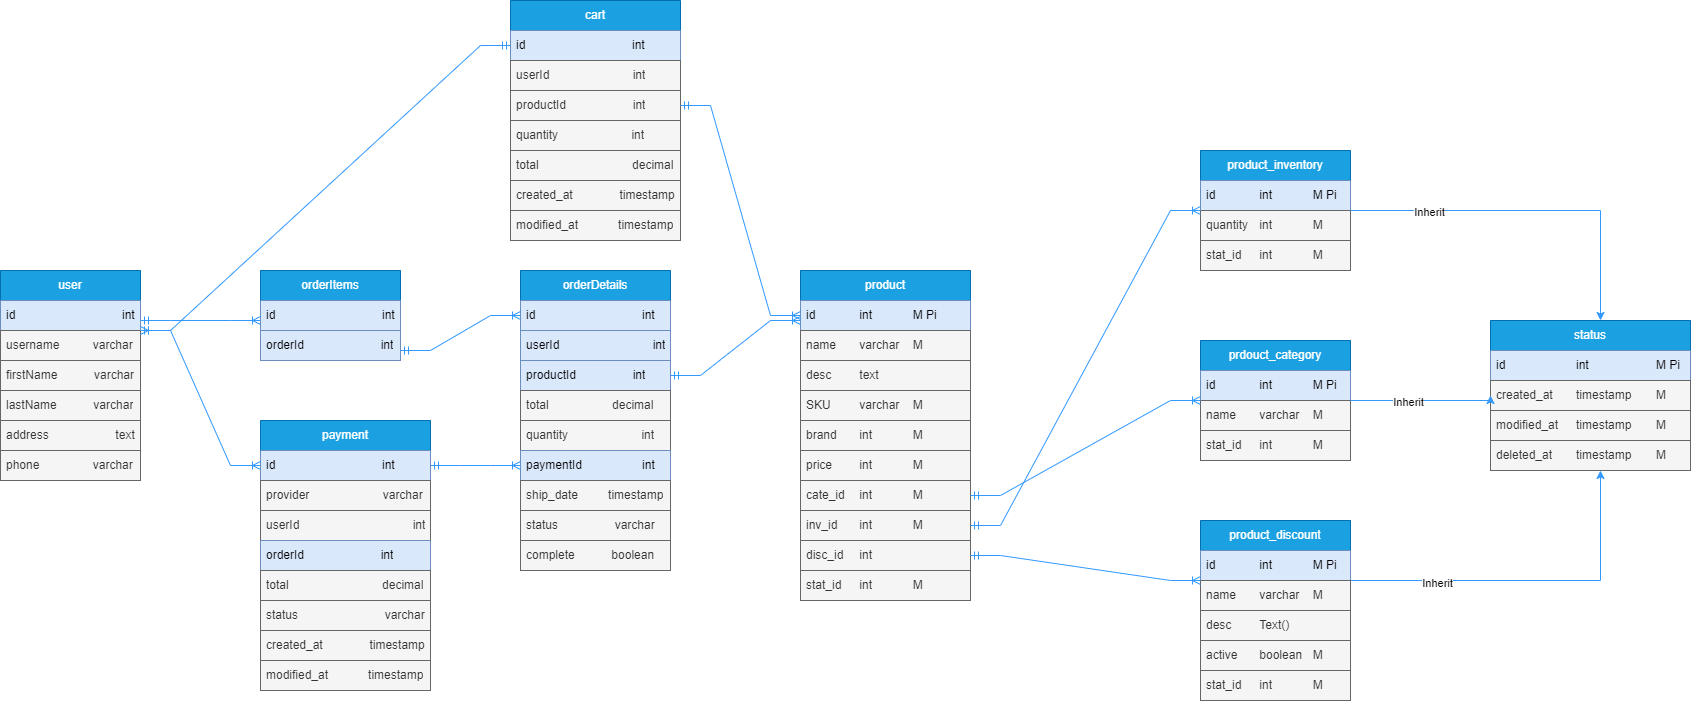 cart
id int
userId int
productId int
quantity int
total decimal
created_at timestamp
modified_at timestamp
user
id int
username varchar
firstName varchar
lastName varchar
address text
phone varchar
orderItems
id int
orderId int
payment
id int
provider varchar
userId int
orderId int
total decimal
status varchar
created_at timestamp
modified_at timestamp
orderDetails
id int
userId int
productId int
total decimal
quantity int
paymentId int
ship_date timestamp
status varchar
complete boolean
product
id int M Pi
name varchar M
desc text
SKU varchar M
brand int M
price int M
cate_id int M
inv_id int M
disc_id int
stat_id int M
product_inventory
id int M Pi
quantity int M
stat_id int M
Inherit
prdouct_category
id int M Pi
name varchar M
stat_id int M
Inherit
product_discount
id int M Pi
name varchar M
desc Text()
active boolean M
stat_id int M
Inherit
status
id int M Pi
created_at timestamp M
modified_at timestamp M
deleted_at timestamp M